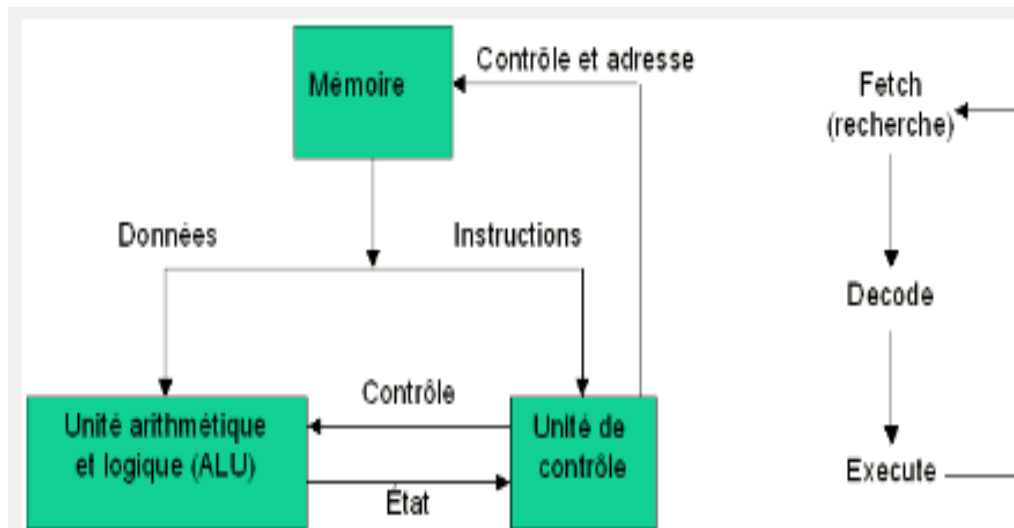 Contrôle et adresse
Mémoire
Données
Instructions
Contrôle
Unité arithmétique
et logique (ALU)
Unité de
contrôle
État
Fetch
(recherche)
Decode
Execute